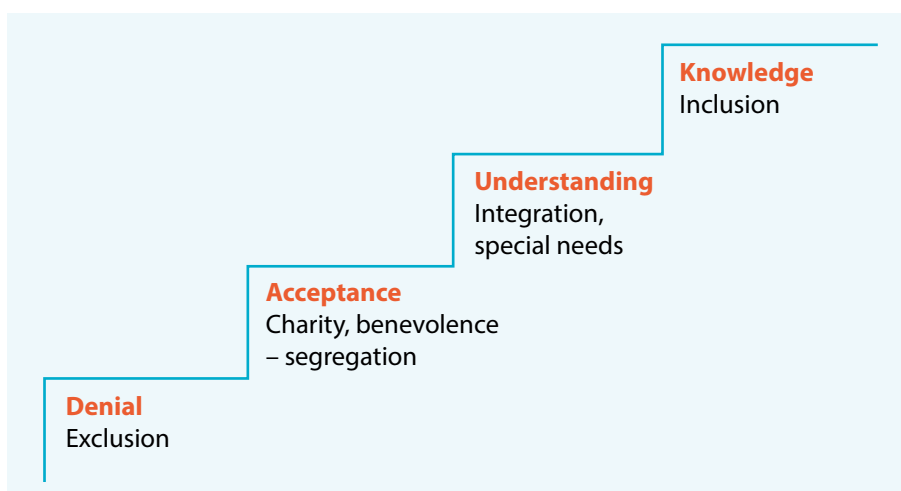 Knowledge
Inclusion
Understanding
Integration,
special needs
Acceptance
Charity, benevolence
– segregation
Denial
Exclusion